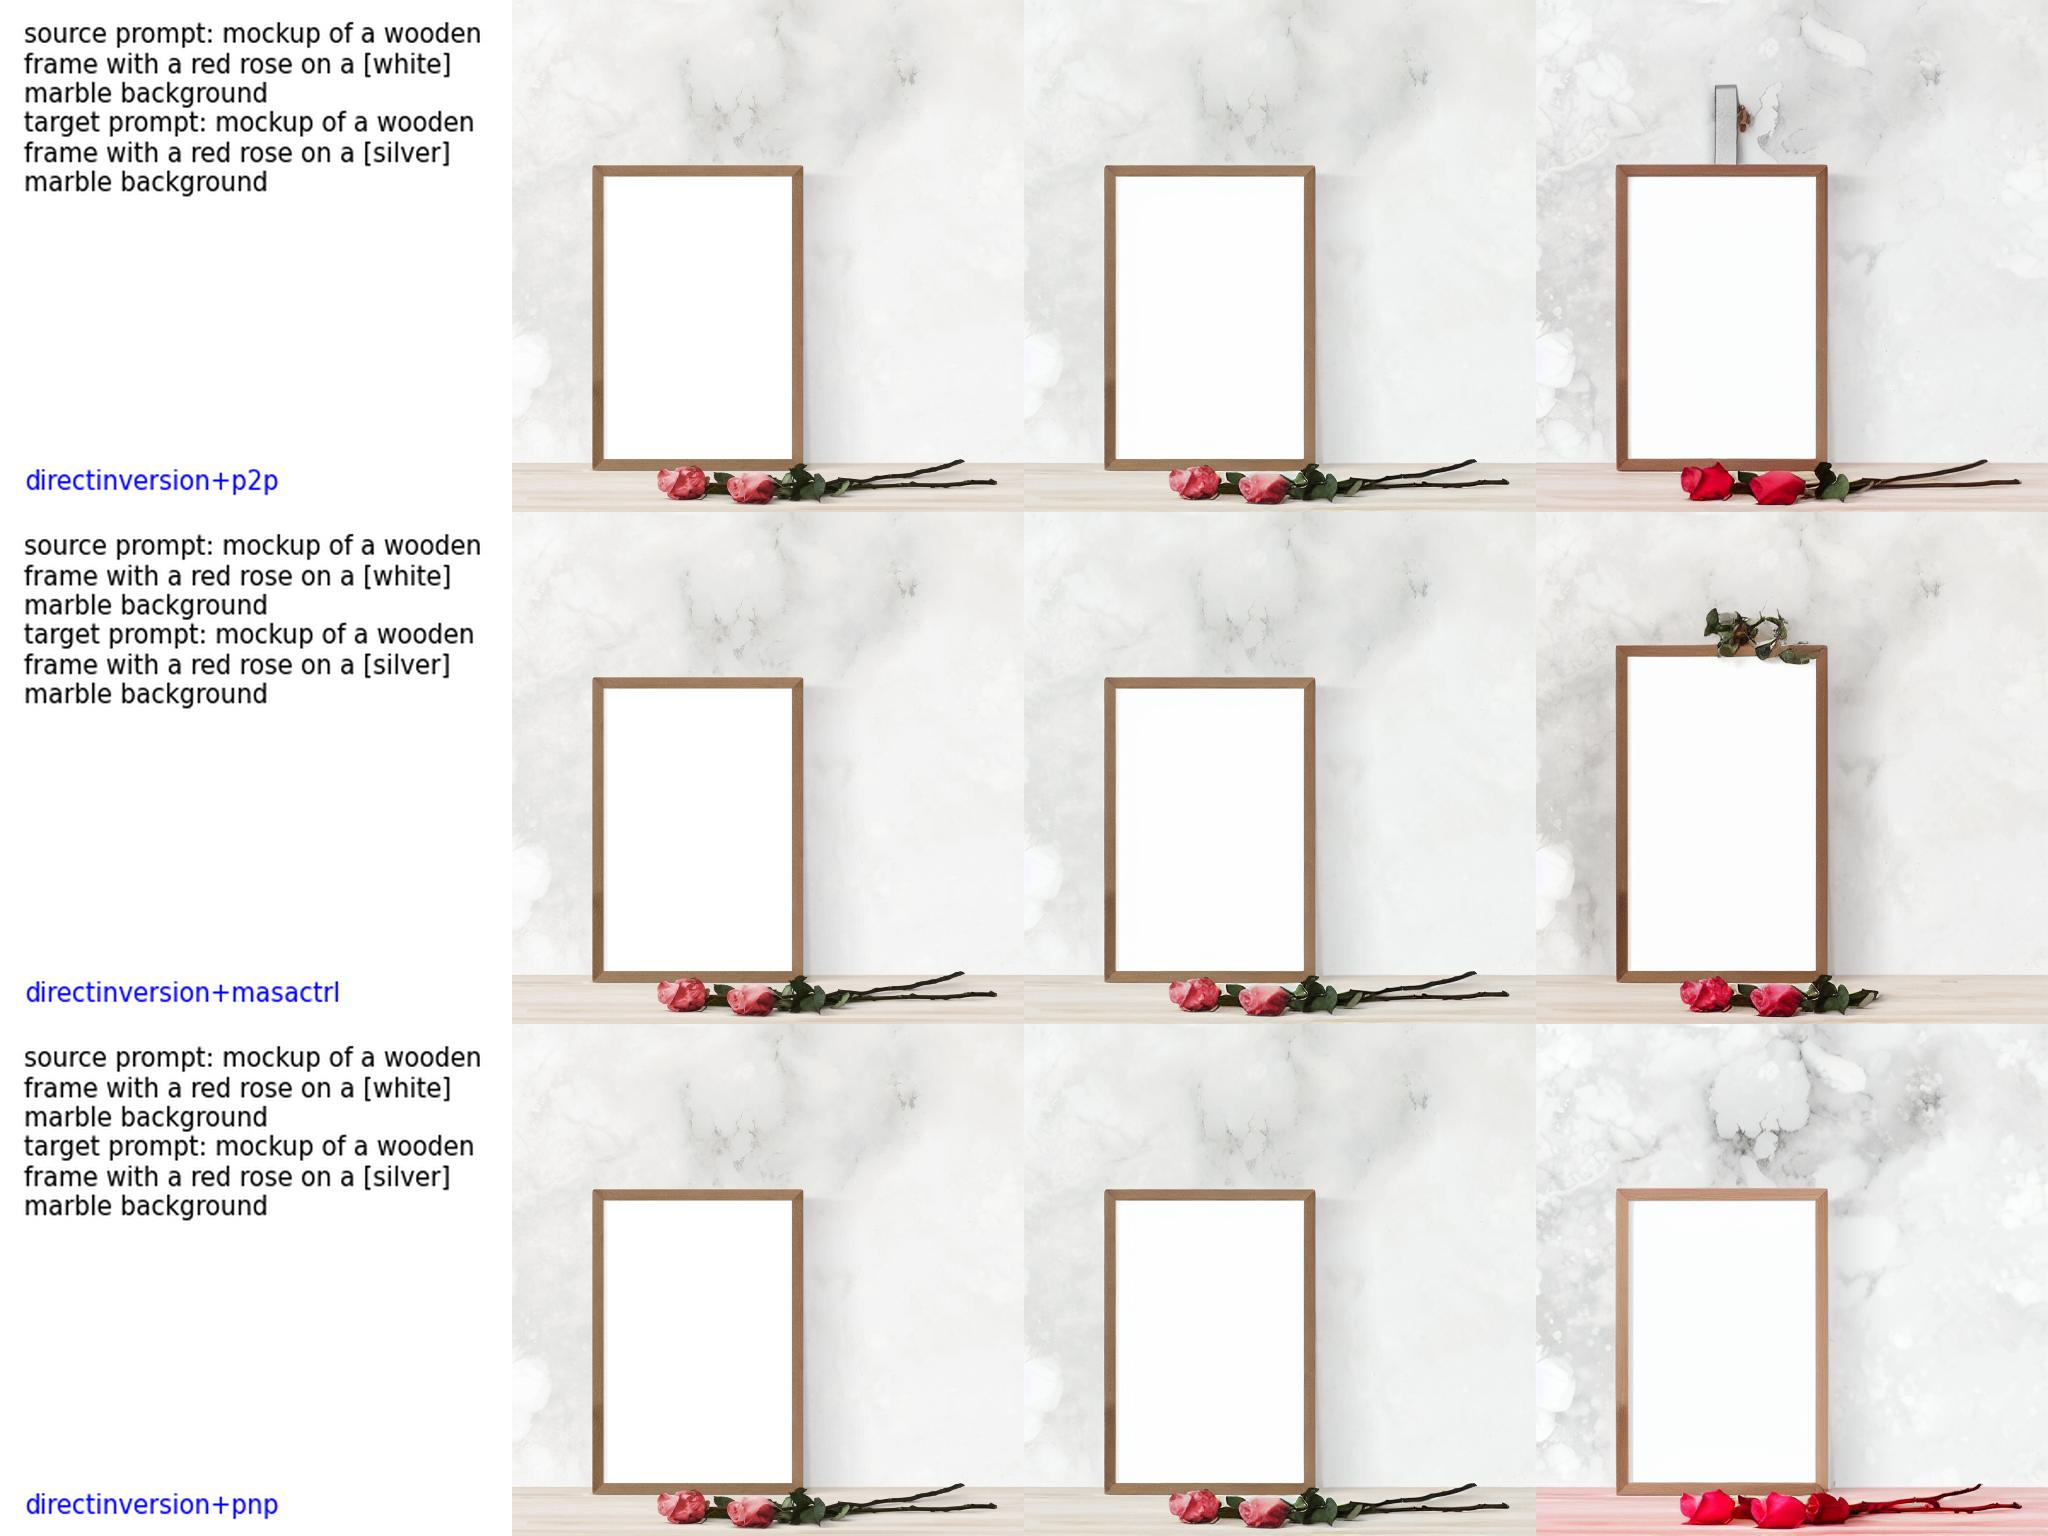 source prompt: mockup of a wooden
frame with a red rose on a [white]
marble background
target prompt: mockup of a wooden
frame with a red rose on a [silver]
marble background
directinversion+p2p
source prompt: mockup of a wooden
frame with a red rose on a [white]
marble background
target prompt: mockup of a wooden
frame with a red rose on a [silver]
marble background
directinversion+masactrl
source prompt: mockup of a wooden
frame with a red rose on a [white]
marble background
target prompt: mockup of a wooden
frame with a red rose on a [silver]
marble background
directinversion+pnp